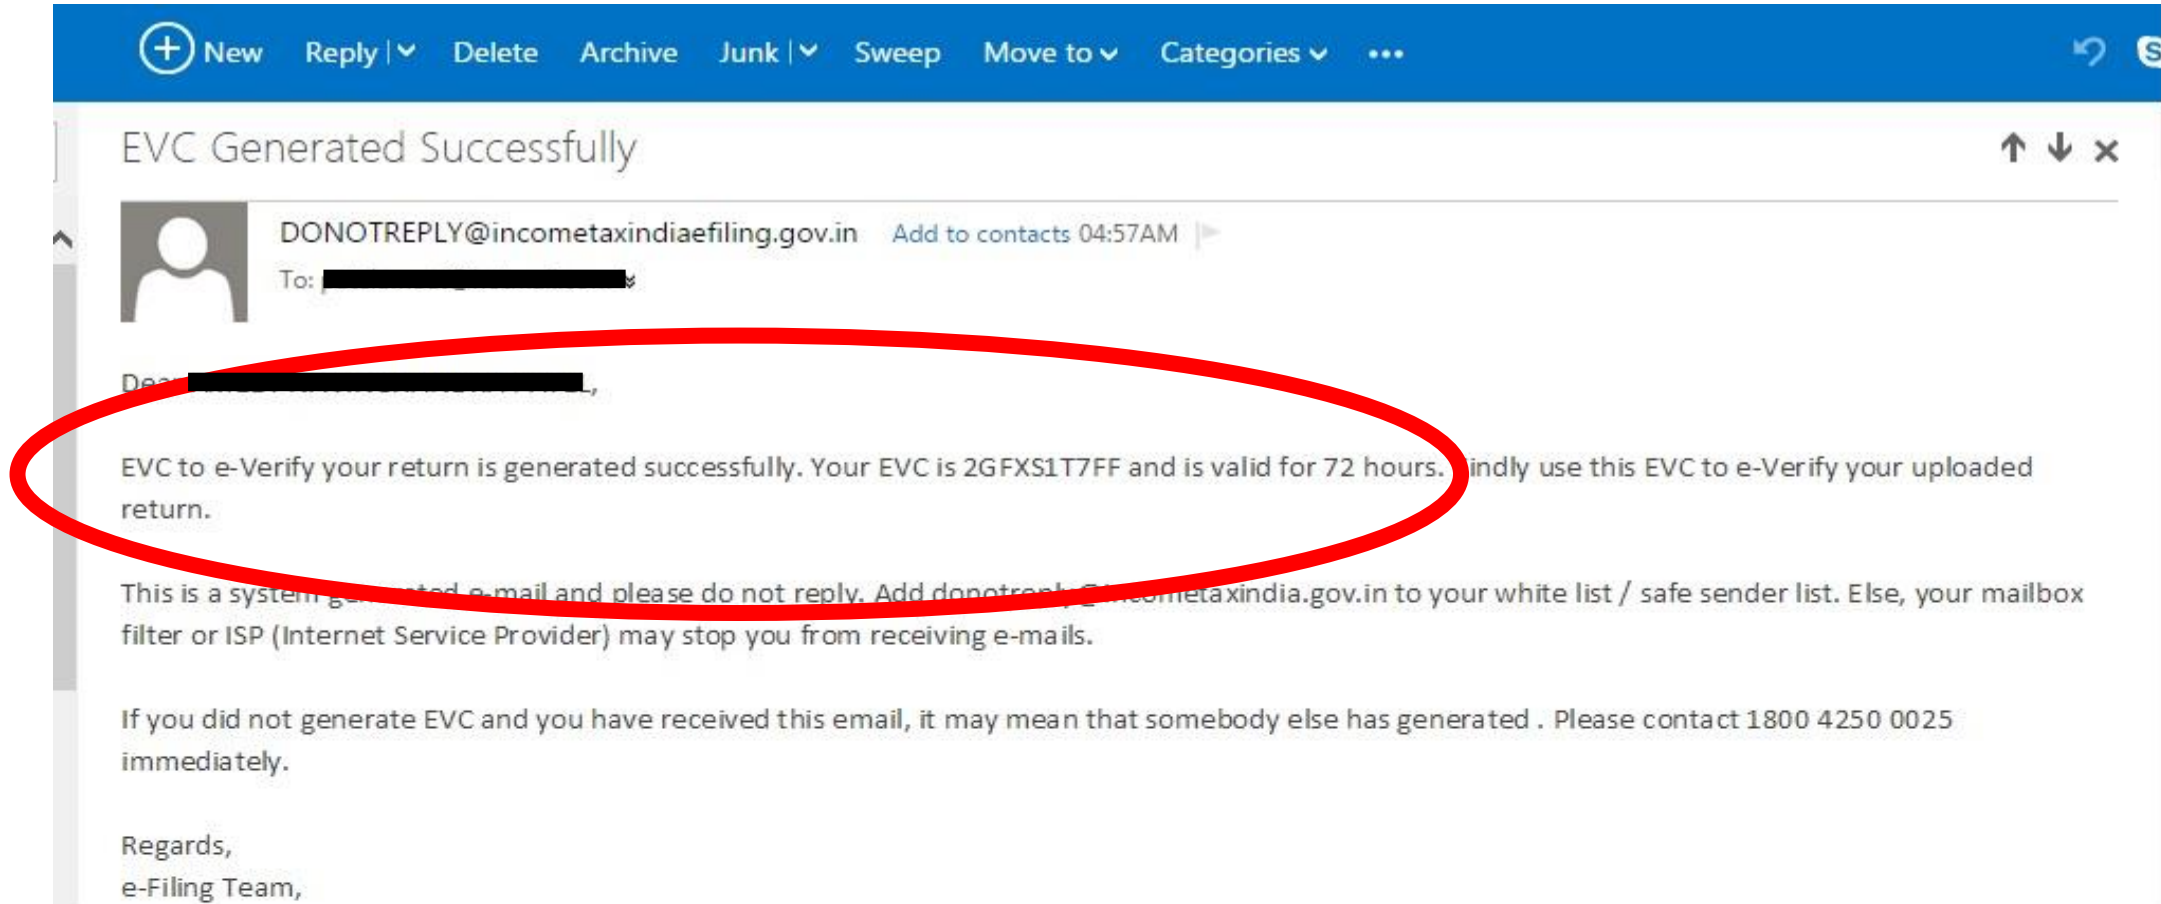 New Reply Delete Archive Junk Sweep Move to Categories •••
EVC Generated Successfully
DONOTREPLY@incometaxindiaefiling.gov.in Add to contacts 04:57AM
To:
Dear
EVC to e-Verify your return is generated successfully. Your EVC is 2GFXS1T7FF and is valid for 72 hours. Kindly use this EVC to e-Verify your uploaded
return.
This is a system generated e-mail and please do not reply. Add donotreply@incometaxindia.gov.in to your white list / safe sender list. Else, your mailbox
filter or ISP (Internet Service Provider) may stop you from receiving e-mails.
If you did not generate EVC and you have received this email, it may mean that somebody else has generated . Please contact 1800 4250 0025
immediately.
Regards,
e-Filing Team,